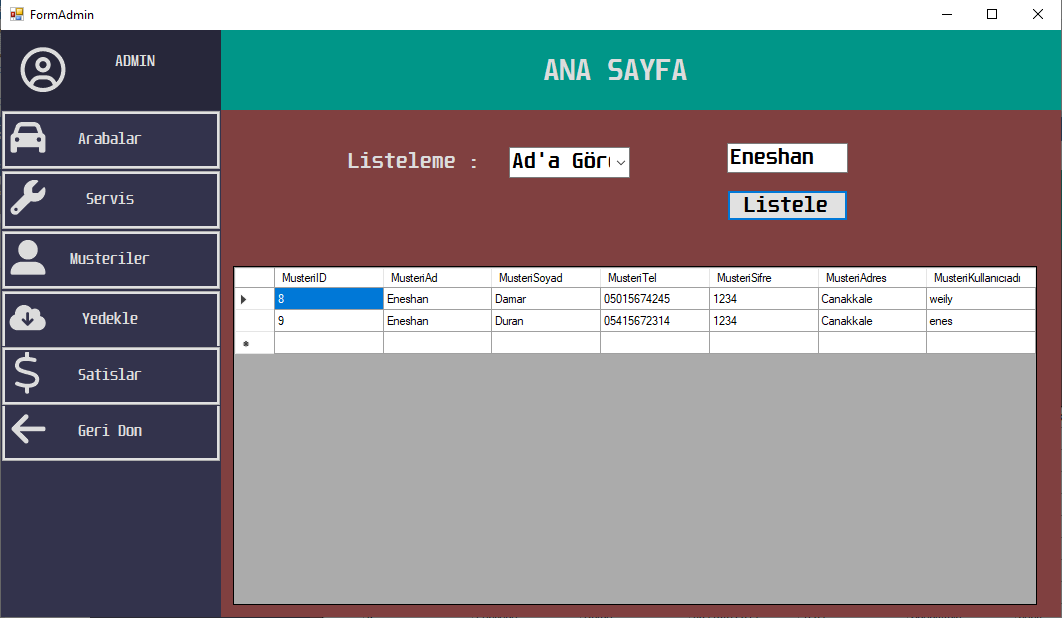 FormAdmin
ADMIN
ANA SAYFA
Arabalar
Servis
Musteriler
Yedekle
Satislar
Geri Don
Listeleme :
Ad'a Gör
Eneshan
Listele
MusteriID MusteriAd MusteriSoyad MusteriTel MusteriSifre MusteriAdres MusteriKullanıcıadı
8 Eneshan Damar 05015674245 1234 Canakkale weily
9 Eneshan Duran 05415672314 1234 Canakkale enes